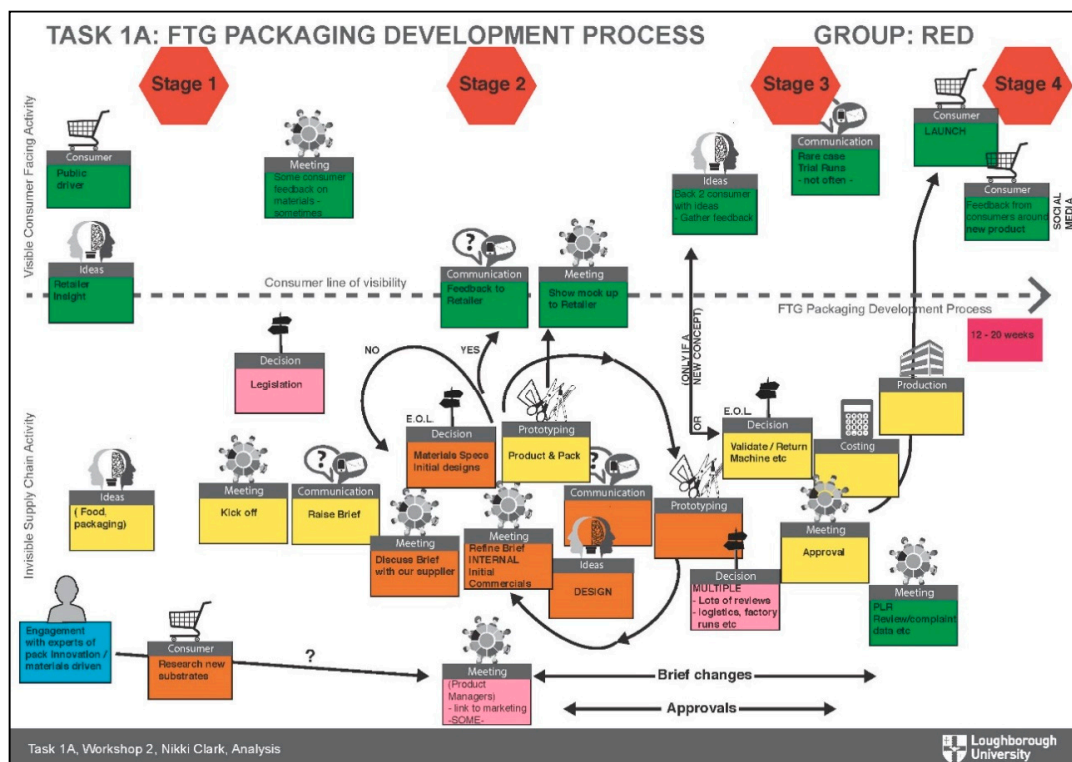 TASK 1A: FTG PACKAGING DEVELOPMENT PROCESS
GROUP: RED
Stage 1
Stage 2
Stage 3
Stage 4
Visible Consumer Facing Activity
Consumer
Public
driver
Meeting
Some consumer
feedback on
materials -
sometimes
Ideas
Back 2 consumer
with ideas
- Gather feedback
Communication
Rare case
Trial Runs
- not often -
Consumer
LAUNCH
Consumer
Feedback from
consumers around
new product
SOCIAL
MEDIA
Ideas
Retailer
Insight
Communication
Feedback to
Retailer
Meeting
Show mock up
to Retailer
Consumer line of visibility
FTG Packaging Development Process
12 - 20 weeks
Invisible Supply Chain Activity
Decision
Legislation
NO
YES
(ONLY IF A
NEW CONCEPT)
OR
E.O.L.
Decision
Materials Specs
Initial designs
Prototyping
Product & Pack
E.O.L.
Decision
Validate / Return
Machine etc
Costing
Production
Ideas
( Food,
packaging)
Meeting
Kick off
Communication
Raise Brief
Meeting
Discuss Brief
with our supplier
Meeting
Refine Brief
INTERNAL
Initial
Commercials
Communication
Ideas
DESIGN
Prototyping
Decision
MULTIPLE
- Lots of reviews
- logistics, factory
runs etc
Meeting
Approval
Meeting
PLR
Review/complaint
data etc
Engagement
with experts of
pack innovation /
materials driven
Consumer
Research new
substrates
?
Meeting
(Product
Managers)
- link to marketing
-SOME-
Brief changes
Approvals
Task 1A, Workshop 2, Nikki Clark, Analysis
Loughborough
University